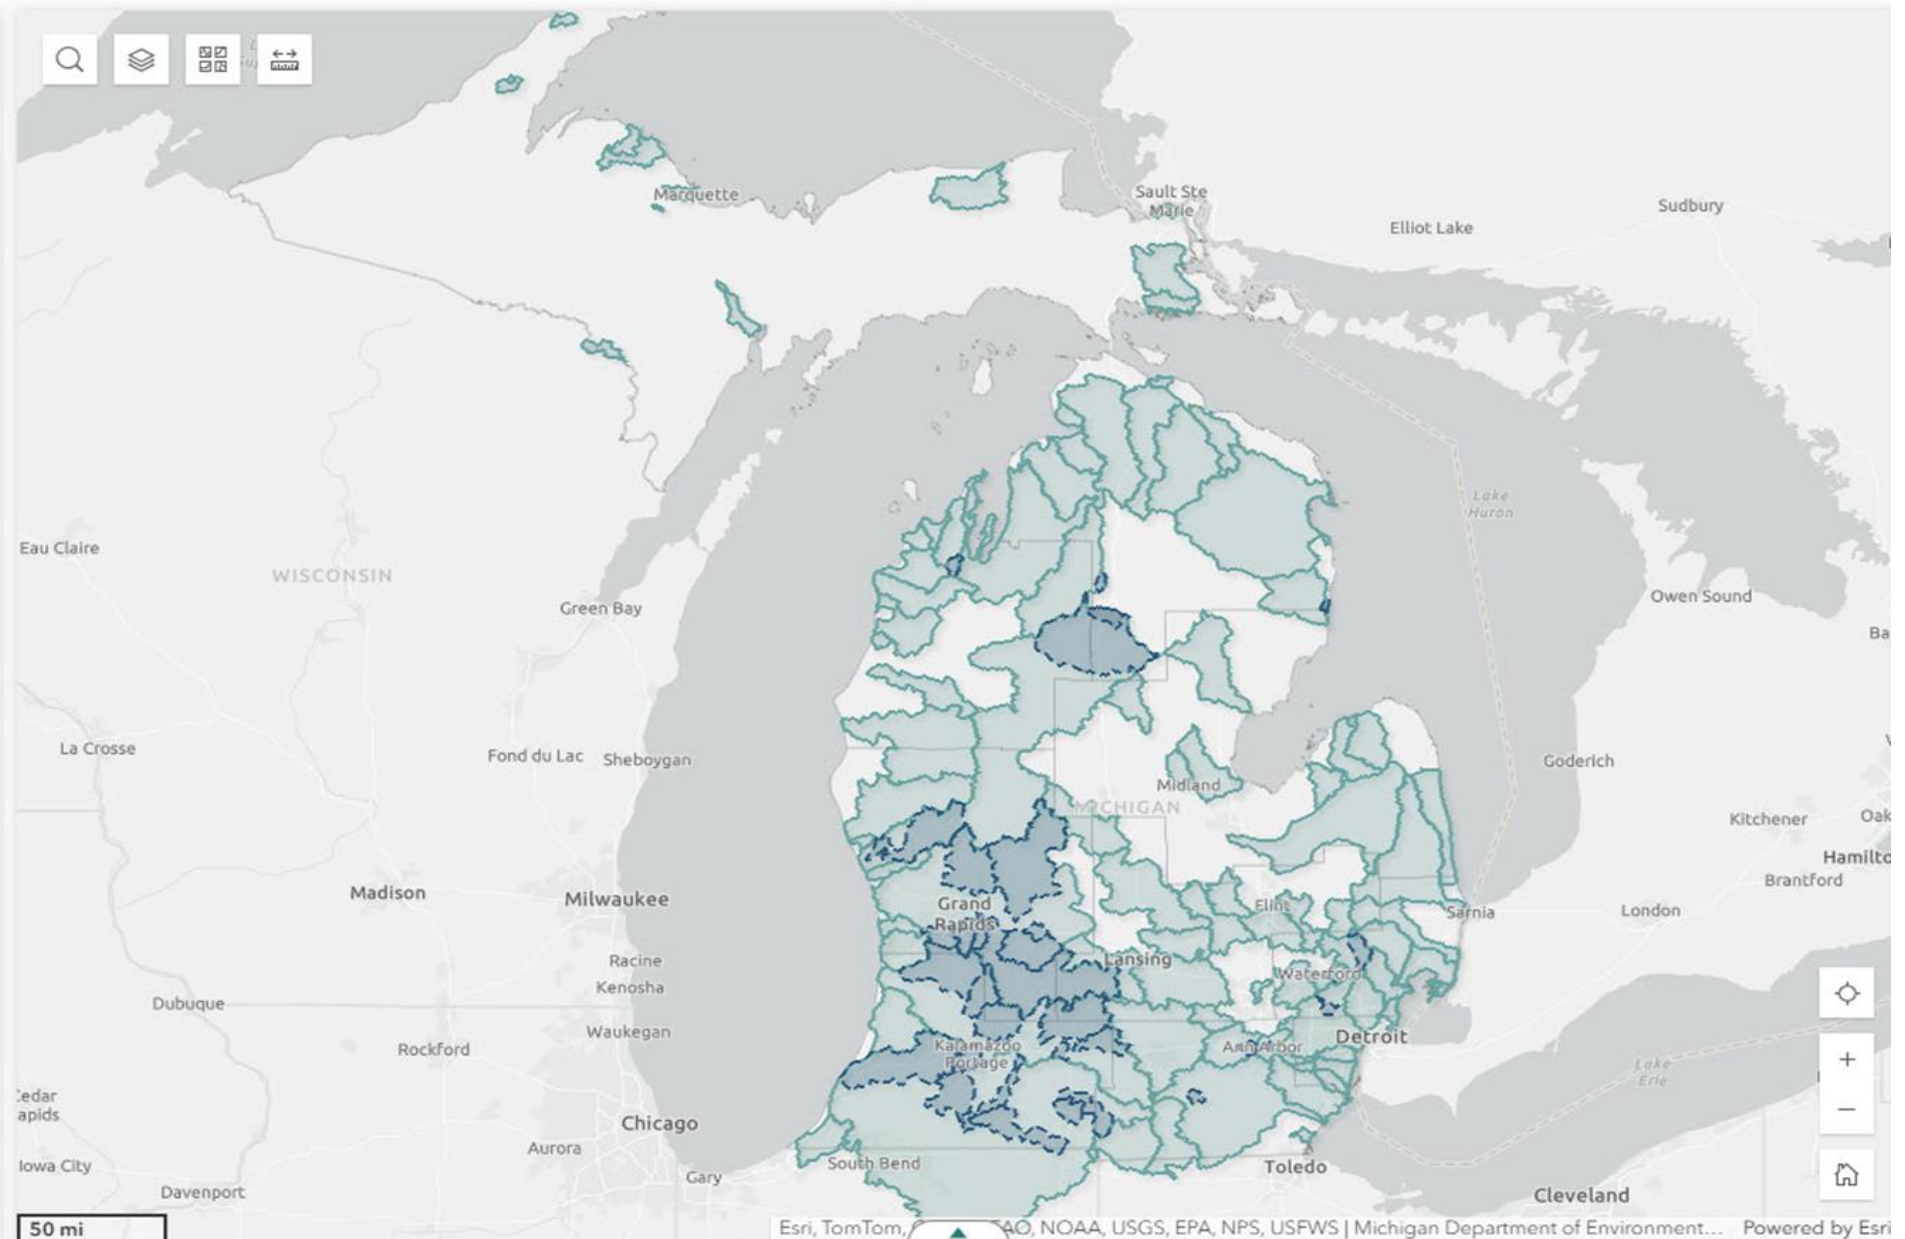 Marquette
Sault Ste
Marie
Elliot Lake
Sudbury
Lake
Huron
Eau Claire
WISCONSIN
Green Bay
Owen Sound
Ba
La Crosse
Fond du Lac
Sheboygan
Midland
MICHIGAN
Goderich
Kitchener
Oak
Hamilto
Brantford
Madison
Milwaukee
Grand
Rapids
Flint
Sarnia
London
Racine
Kenosha
Lansing
Waterford
Dubuque
Waukegan
Rockford
Kalamazoo
Portage
Ann Arbor
Detroit
Lake
Erie
Cedar
apids
Chicago
Aurora
Iowa City
Davenport
Gary
South Bend
Toledo
Cleveland
50 mi
Esri, TomTom, FAO, NOAA, USGS, EPA, NPS, USFWS | Michigan Department of Environment... Powered by Esri